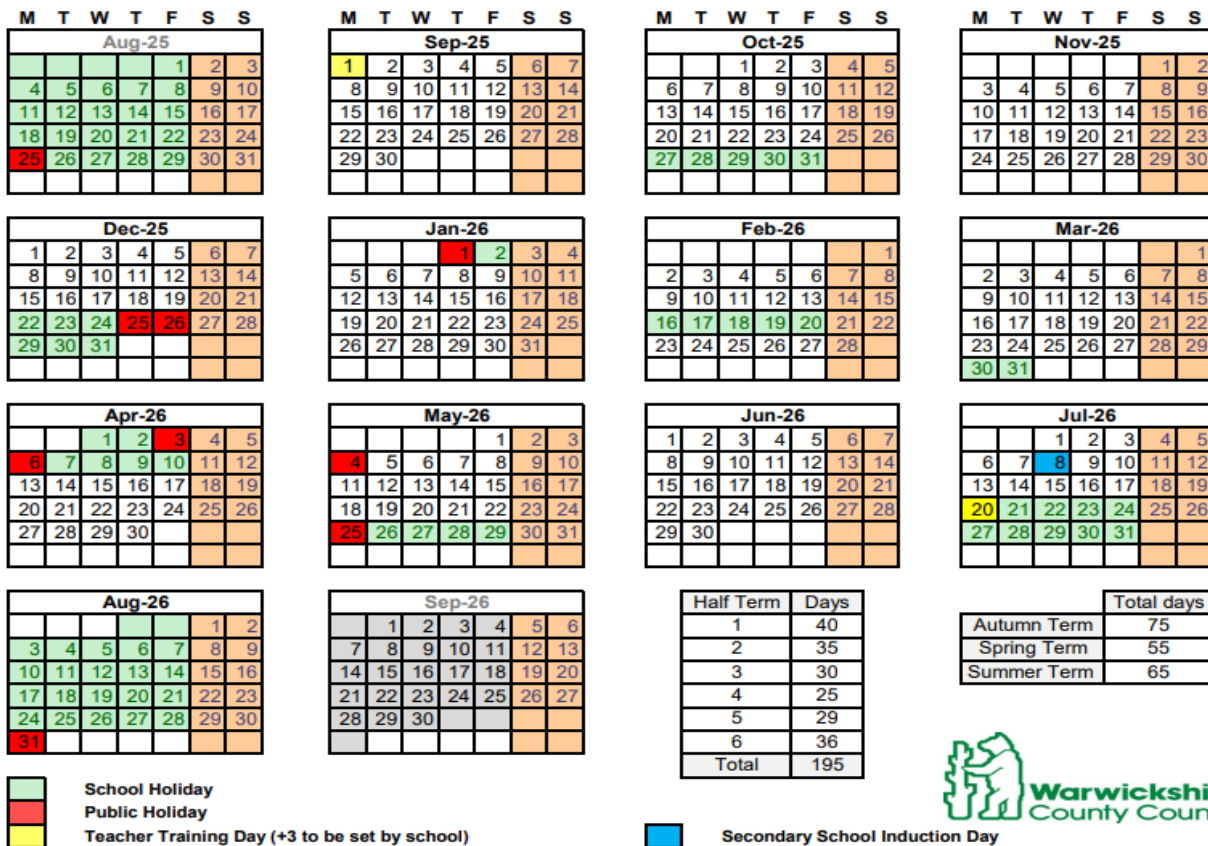 M T W T F S S
Aug-25
1 2 3
4 5 6 7 8 9 10
11 12 13 14 15 16 17
18 19 20 21 22 23 24
25 26 27 28 29 30 31
M T W T F S S
Sep-25
1 2 3 4 5 6 7
8 9 10 11 12 13 14
15 16 17 18 19 20 21
22 23 24 25 26 27 28
29 30
M T W T F S S
Oct-25
1 2 3 4 5
6 7 8 9 10 11 12
13 14 15 16 17 18 19
20 21 22 23 24 25 26
27 28 29 30 31
M T W T F S S
Nov-25
1 2
3 4 5 6 7 8 9
10 11 12 13 14 15 16
17 18 19 20 21 22 23
24 25 26 27 28 29 30
Dec-25
1 2 3 4 5 6 7
8 9 10 11 12 13 14
15 16 17 18 19 20 21
22 23 24 25 26 27 28
29 30 31
Jan-26
1 2 3 4
5 6 7 8 9 10 11
12 13 14 15 16 17 18
19 20 21 22 23 24 25
26 27 28 29 30 31
Feb-26
1
2 3 4 5 6 7 8
9 10 11 12 13 14 15
16 17 18 19 20 21 22
23 24 25 26 27 28
Mar-26
1
2 3 4 5 6 7 8
9 10 11 12 13 14 15
16 17 18 19 20 21 22
23 24 25 26 27 28 29
30 31
Apr-26
1 2 3 4 5
6 7 8 9 10 11 12
13 14 15 16 17 18 19
20 21 22 23 24 25 26
27 28 29 30
May-26
1 2 3
4 5 6 7 8 9 10
11 12 13 14 15 16 17
18 19 20 21 22 23 24
25 26 27 28 29 30 31
Jun-26
1 2 3 4 5 6 7
8 9 10 11 12 13 14
15 16 17 18 19 20 21
22 23 24 25 26 27 28
29 30
Jul-26
1 2 3 4 5
6 7 8 9 10 11 12
13 14 15 16 17 18 19
20 21 22 23 24 25 26
27 28 29 30 31
Aug-26
1 2
3 4 5 6 7 8 9
10 11 12 13 14 15 16
17 18 19 20 21 22 23
24 25 26 27 28 29 30
31
Sep-26
1 2 3 4 5 6
7 8 9 10 11 12 13
14 15 16 17 18 19 20
21 22 23 24 25 26 27
28 29 30
Half Term Days
1 40
2 35
3 30
4 25
5 29
6 36
Total 195
Total days
Autumn Term 75
Spring Term 55
Summer Term 65
Warwickshi
County Coun
School Holiday
Public Holiday
Teacher Training Day (+3 to be set by school)
Secondary School Induction Day